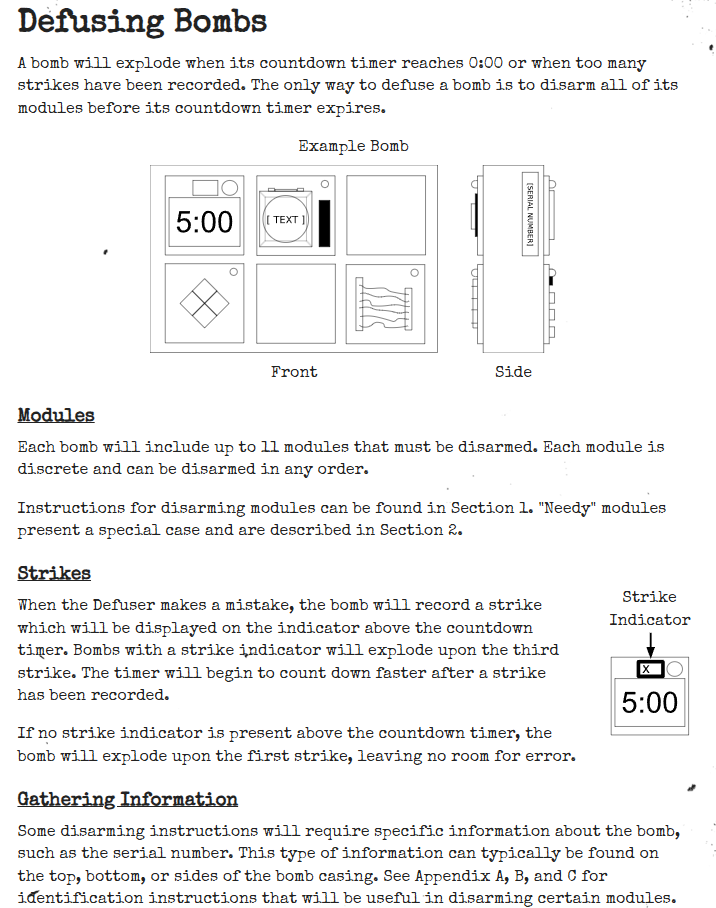 Defusing Bombs
A bomb will explode when its countdown timer reaches 0:00 or when too many
strikes have been recorded. The only way to defuse a bomb is to disarm all of its
modules before its countdown timer expires.
Example Bomb
5:00
[ TEXT ]
[SERIAL NUMBER]
Front
Side
Modules
Each bomb will include up to 11 modules that must be disarmed. Each module is
discrete and can be disarmed in any order.
Instructions for disarming modules can be found in Section 1. "Needy" modules
present a special case and are described in Section 2.
Strikes
When the Defuser makes a mistake, the bomb will record a strike
which will be displayed on the indicator above the countdown
timer. Bombs with a strike indicator will explode upon the third
strike. The timer will begin to count down faster after a strike
has been recorded.
If no strike indicator is present above the countdown timer, the
bomb will explode upon the first strike, leaving no room for error.
Strike
Indicator
X
5:00
Gathering Information
Some disarming instructions will require specific information about the bomb,
such as the serial number. This type of information can typically be found on
the top, bottom, or sides of the bomb casing. See Appendix A, B, and C for
identification instructions that will be useful in disarming certain modules.